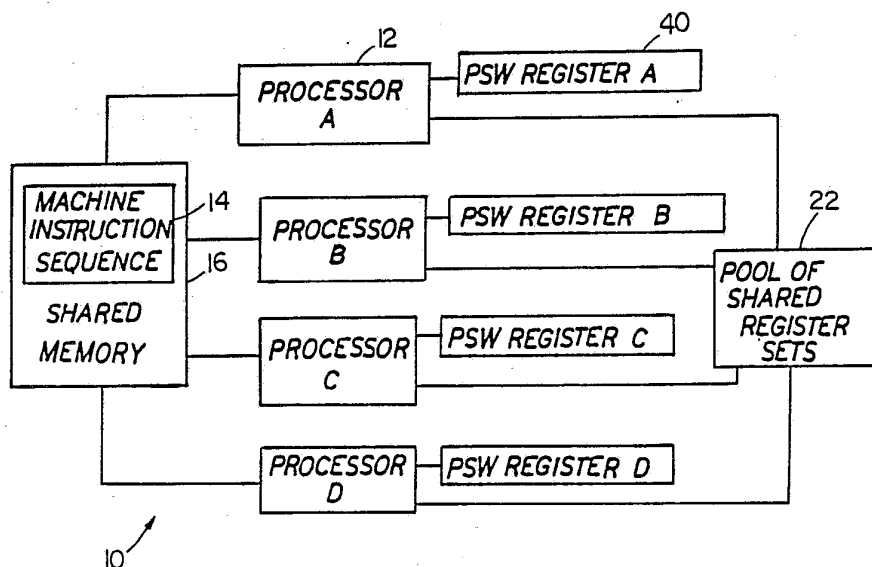 12
40
PROCESSOR
A
PSW REGISTER A
MACHINE
INSTRUCTION
SEQUENCE
14
16
SHARED
MEMORY
PROCESSOR
B
PSW REGISTER B
22
POOL OF
SHARED
REGISTER
SETS
PROCESSOR
C
PSW REGISTER C
PROCESSOR
D
PSW REGISTER D
10